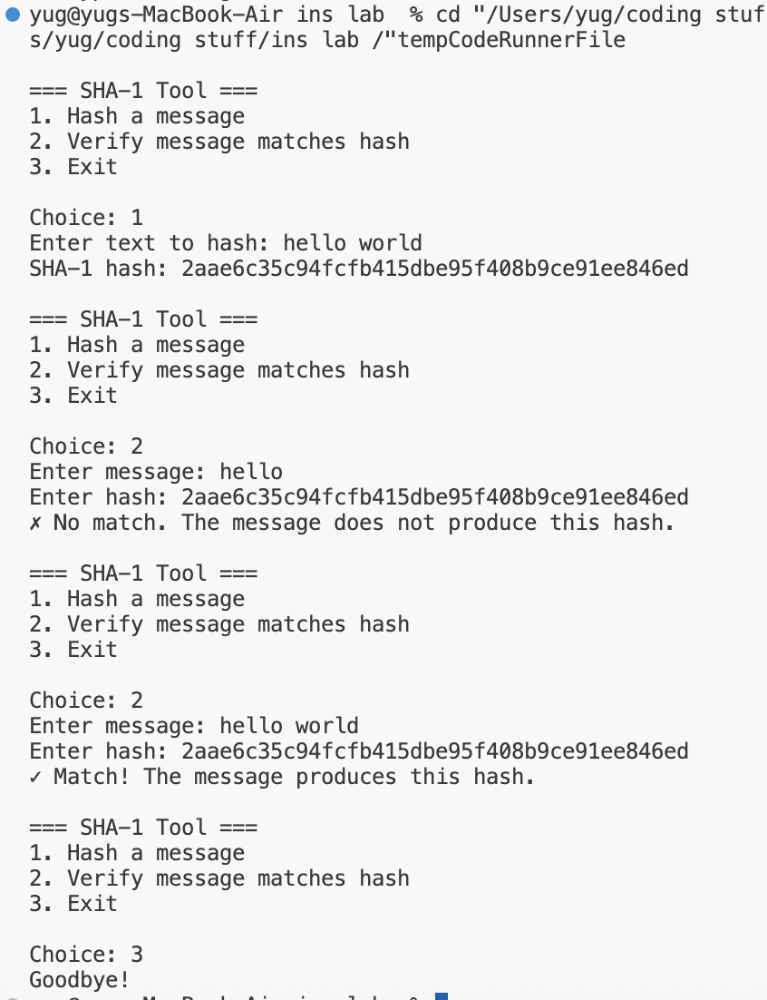 yug@yugs-MacBook-Air ins lab  % cd "/Users/yug/coding stuf
s/yug/coding stuff/ins lab /"tempCodeRunnerFile

=== SHA-1 Tool ===
1. Hash a message
2. Verify message matches hash
3. Exit

Choice: 1
Enter text to hash: hello world
SHA-1 hash: 2aae6c35c94fcfb415dbe95f408b9ce91ee846ed

=== SHA-1 Tool ===
1. Hash a message
2. Verify message matches hash
3. Exit

Choice: 2
Enter message: hello
Enter hash: 2aae6c35c94fcfb415dbe95f408b9ce91ee846ed
✗ No match. The message does not produce this hash.

=== SHA-1 Tool ===
1. Hash a message
2. Verify message matches hash
3. Exit

Choice: 2
Enter message: hello world
Enter hash: 2aae6c35c94fcfb415dbe95f408b9ce91ee846ed
✓ Match! The message produces this hash.

=== SHA-1 Tool ===
1. Hash a message
2. Verify message matches hash
3. Exit

Choice: 3
Goodbye!